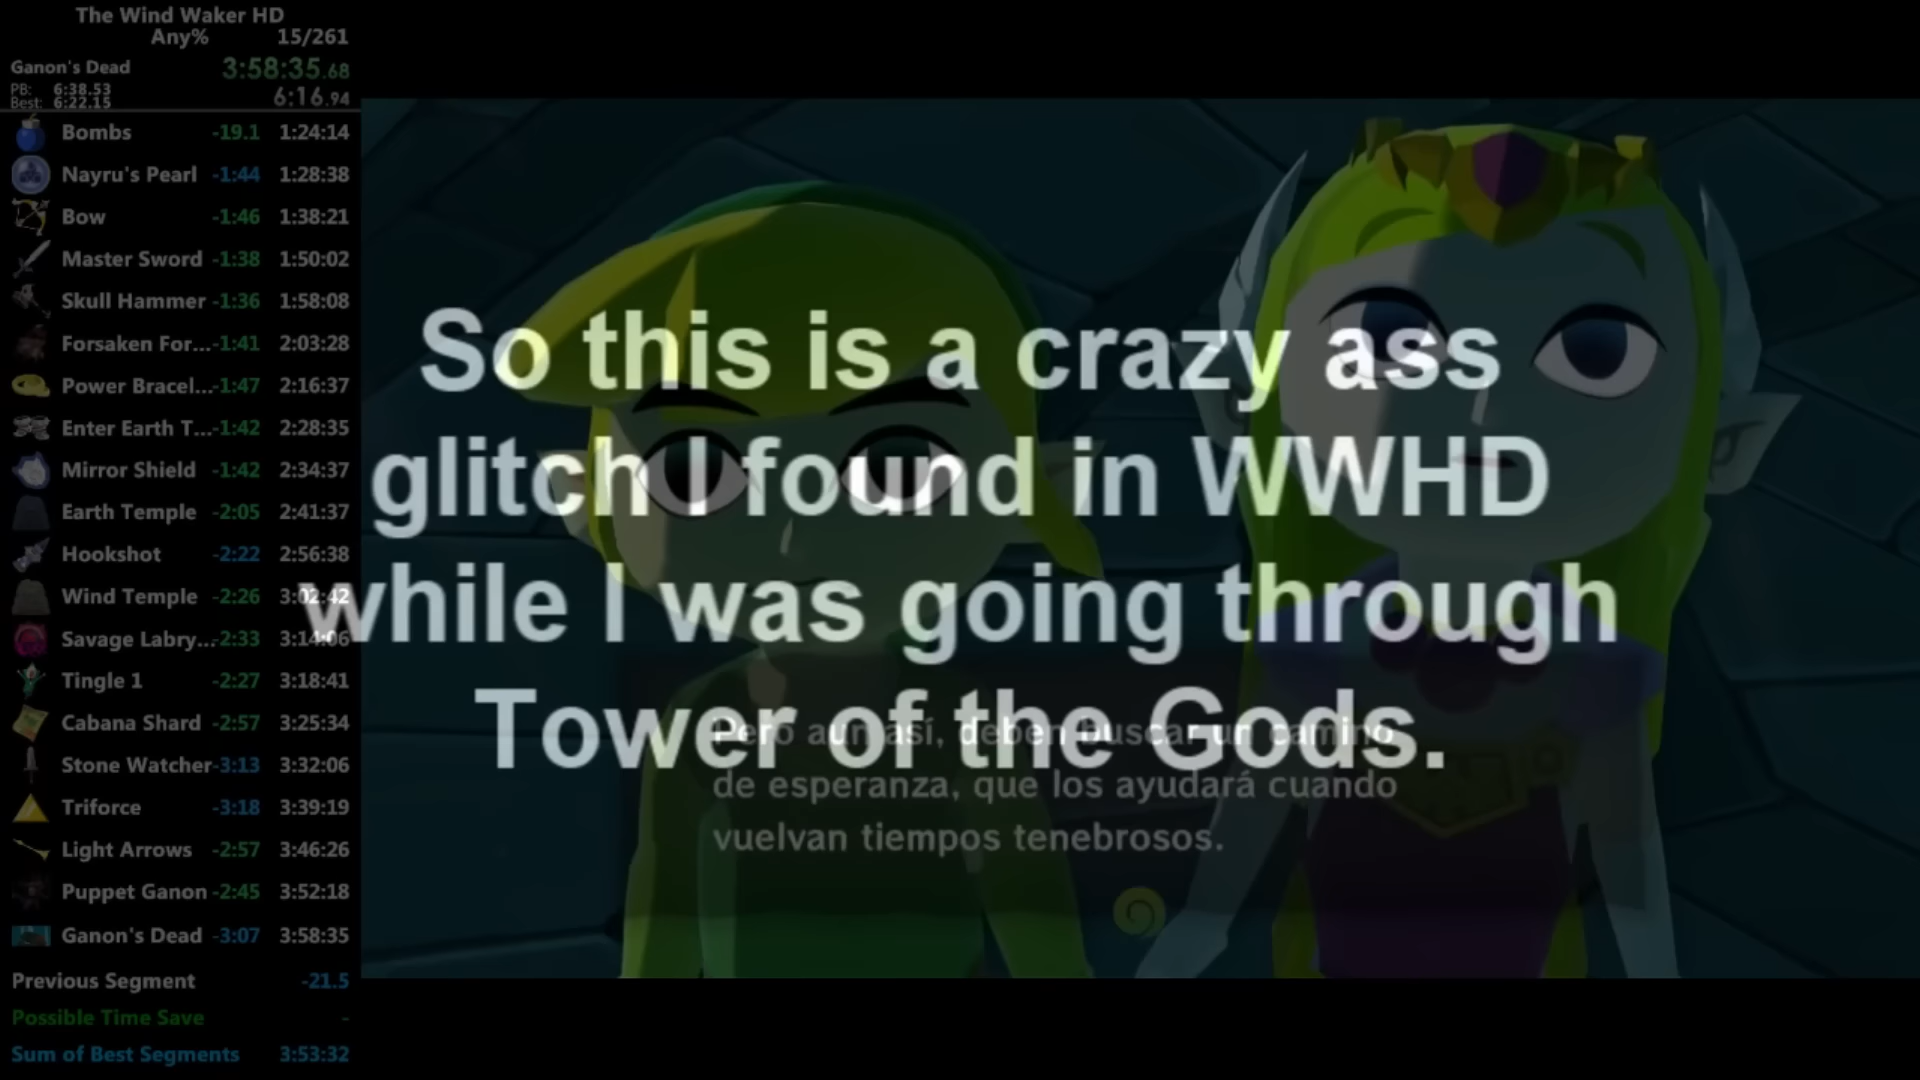 The Wind Waker HD
Any% 15/261
Ganon's Dead 3:58:35.68
PB: 6:38.53
Best: 6:22.15
6:16.94
Bombs -19.1 1:24:14
Nayru's Pearl -1:44 1:28:38
Bow -1:46 1:38:21
Master Sword -1:38 1:50:02
Skull Hammer -1:36 1:58:08
Forsaken For... -1:41 2:03:28
Power Bracel... -1:47 2:16:37
Enter Earth T... -1:42 2:28:35
Mirror Shield -1:42 2:34:37
Earth Temple -2:05 2:41:37
Hookshot -2:22 2:56:38
Wind Temple -2:26 3:02:42
Savage Labry... -2:33 3:14:06
Tingle 1 -2:27 3:18:41
Cabana Shard -2:57 3:25:34
Stone Watcher -3:13 3:32:06
Triforce -3:18 3:39:19
Light Arrows -2:57 3:46:26
Puppet Ganon -2:45 3:52:18
Ganon's Dead -3:07 3:58:35
Previous Segment -21.5
Possible Time Save -
Sum of Best Segments 3:53:32
So this is a crazy ass
glitch I found in WWHD
while I was going through
Tower of the Gods.
Pero aun así, deben buscar un camino
de esperanza, que los ayudará cuando
vuelvan tiempos tenebrosos.